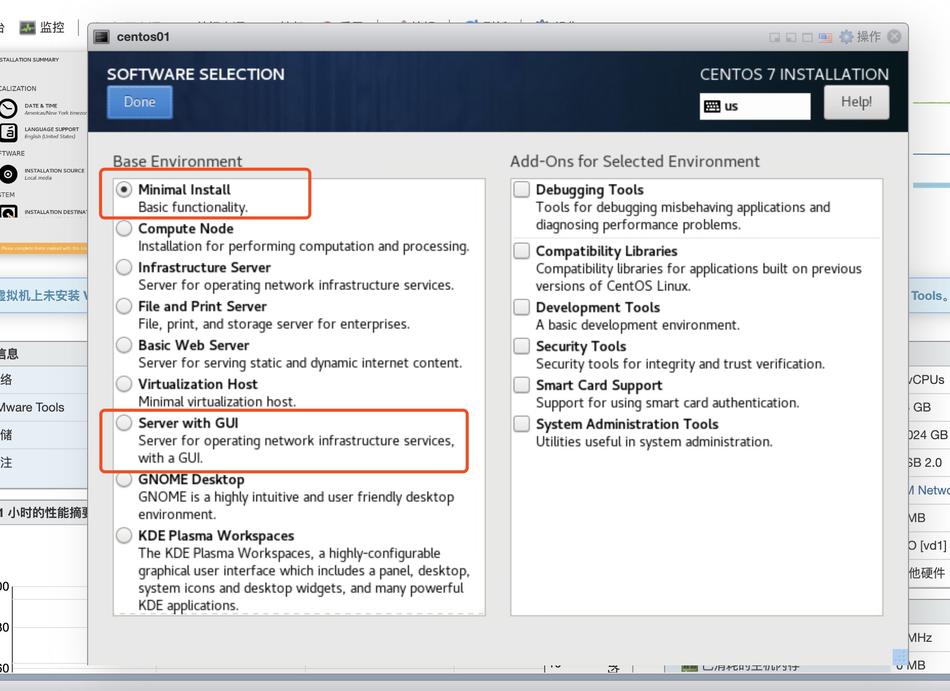 监控
centos01
操作
INSTALLATION SUMMARY
SOFTWARE SELECTION
CENTOS 7 INSTALLATION
Done
us
Help!
DATE & TIME
LANGUAGE SUPPORT
English (United States)
INSTALLATION SOURCE
Local media
Base Environment
Minimal Install
Basic functionality.
Compute Node
Installation for performing computation and processing.
Infrastructure Server
Server for operating network infrastructure services.
File and Print Server
File, print, and storage server for enterprises.
Basic Web Server
Server for serving static and dynamic internet content.
Virtualization Host
Minimal virtualization host.
Server with GUI
Server for operating network infrastructure services,
with a GUI.
GNOME Desktop
GNOME is a highly intuitive and user friendly desktop
environment.
KDE Plasma Workspaces
The KDE Plasma Workspaces, a highly-configurable
graphical user interface which includes a panel, desktop,
system icons and desktop widgets, and many powerful
KDE applications.
Add-Ons for Selected Environment
Debugging Tools
Tools for debugging misbehaving applications and
diagnosing performance problems.
Compatibility Libraries
Compatibility libraries for applications built on previous
versions of CentOS Linux.
Development Tools
A basic development environment.
Security Tools
Security tools for integrity and trust verification.
Smart Card Support
Support for using smart card authentication.
System Administration Tools
Utilities useful in system administration.
虚拟机上未安装
Tools。
信息
络
Mware Tools
储
注
1 小时的性能摘要
80
60
vCPUs
GB
024 GB
SB 2.0
M Netwo
MB
O [vd1]
他硬件
MHz
已消耗的主机内存
0 MB